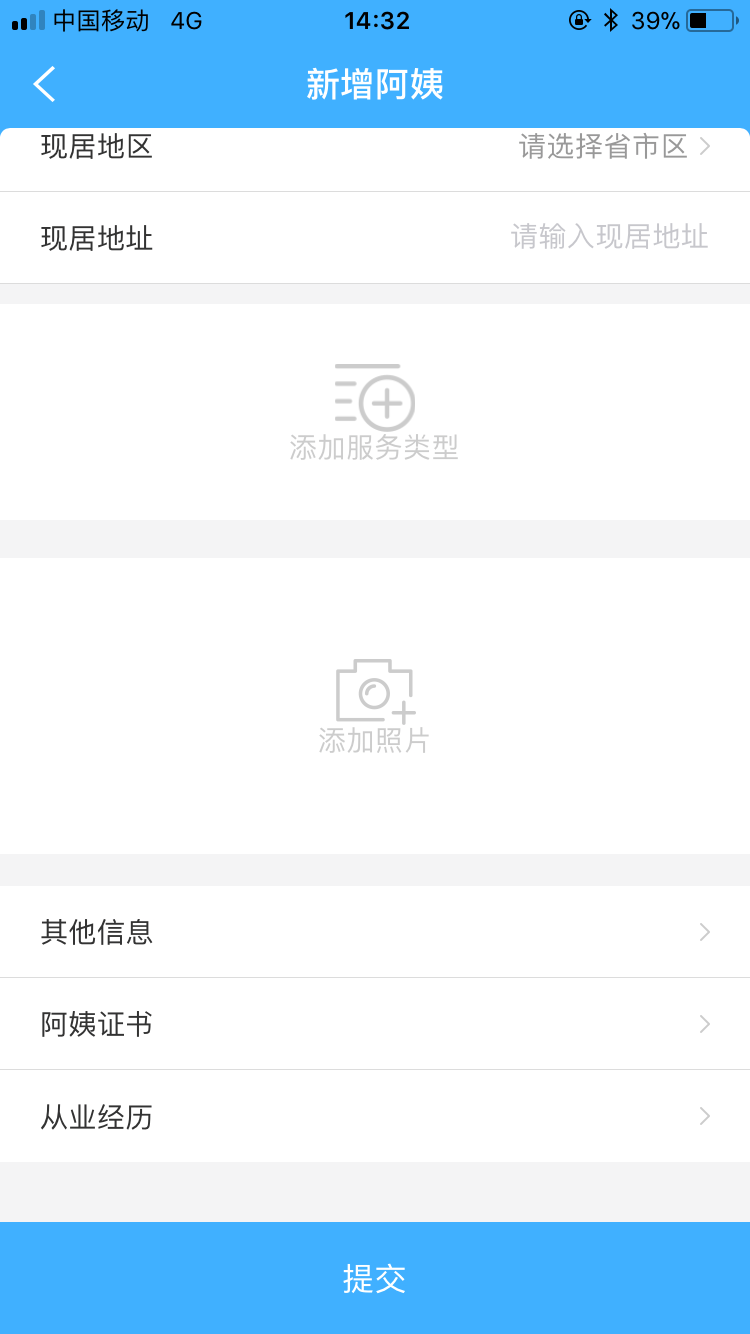 中国移动 4G 14:32 39%
新增阿姨
现居地区 请选择省市区
现居地址 请输入现居地址
添加服务类型
添加照片
其他信息
阿姨证书
从业经历
提交